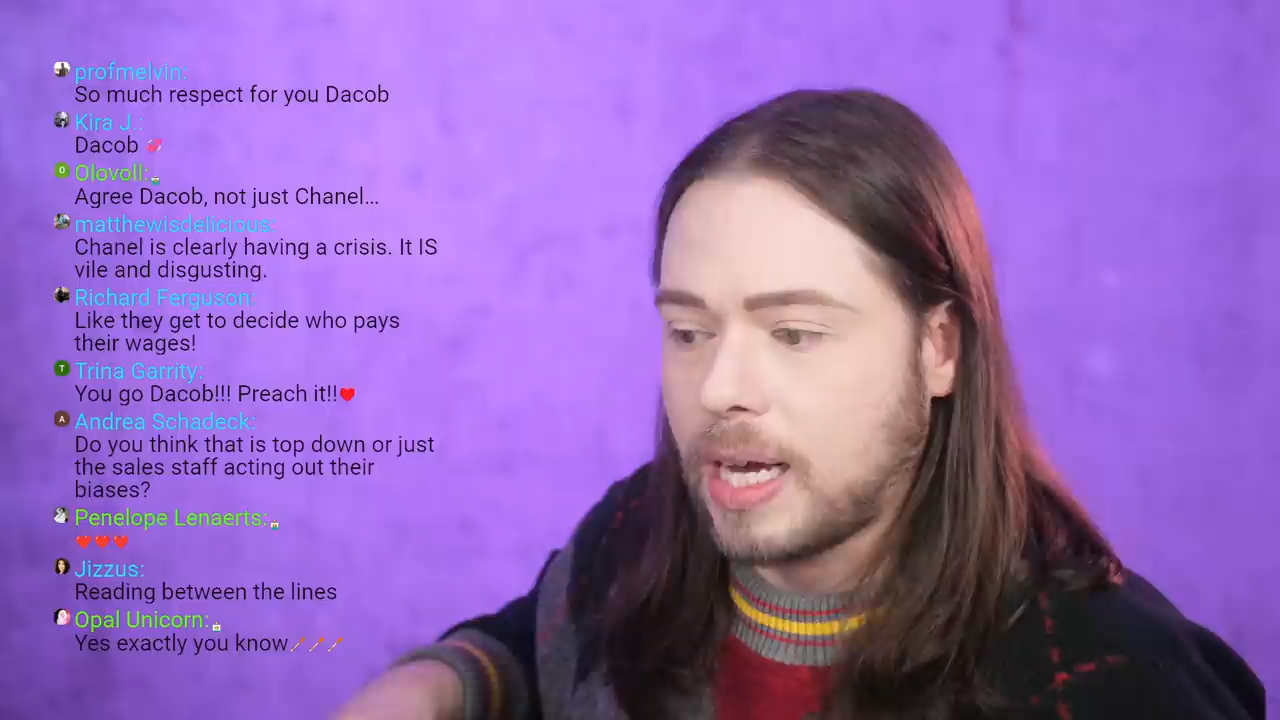 profmelvin:
So much respect for you Dacob
Kira J.:
Dacob 💞
O
Olovoll:
Agree Dacob, not just Chanel...
matthewisdelicious:
Chanel is clearly having a crisis. It IS
vile and disgusting.
Richard Ferguson:
Like they get to decide who pays
their wages!
T
Trina Garrity:
You go Dacob!!! Preach it!!❤️
A
Andrea Schadeck:
Do you think that is top down or just
the sales staff acting out their
biases?
Penelope Lenaerts:
❤️❤️❤️
Jizzus:
Reading between the lines
Opal Unicorn:
Yes exactly you know